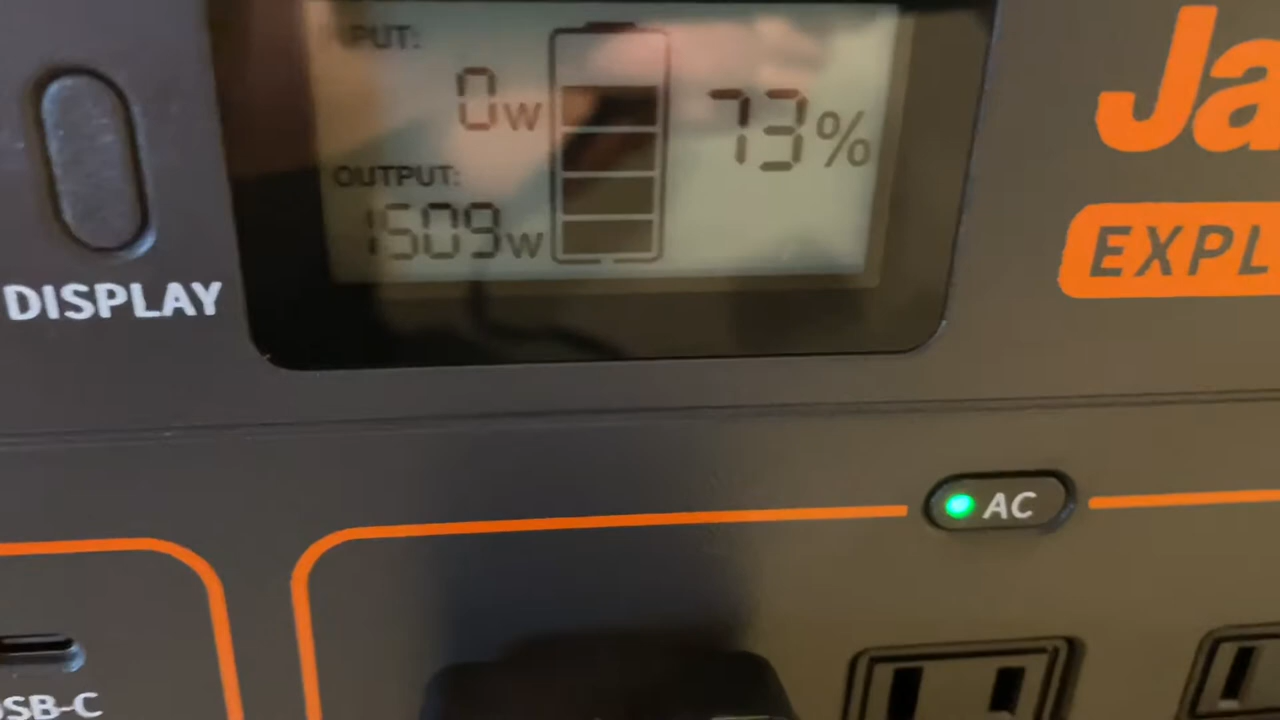 PUT:
0w
73%
OUTPUT:
1509w
DISPLAY
Ja
EXPL
AC
SB-C